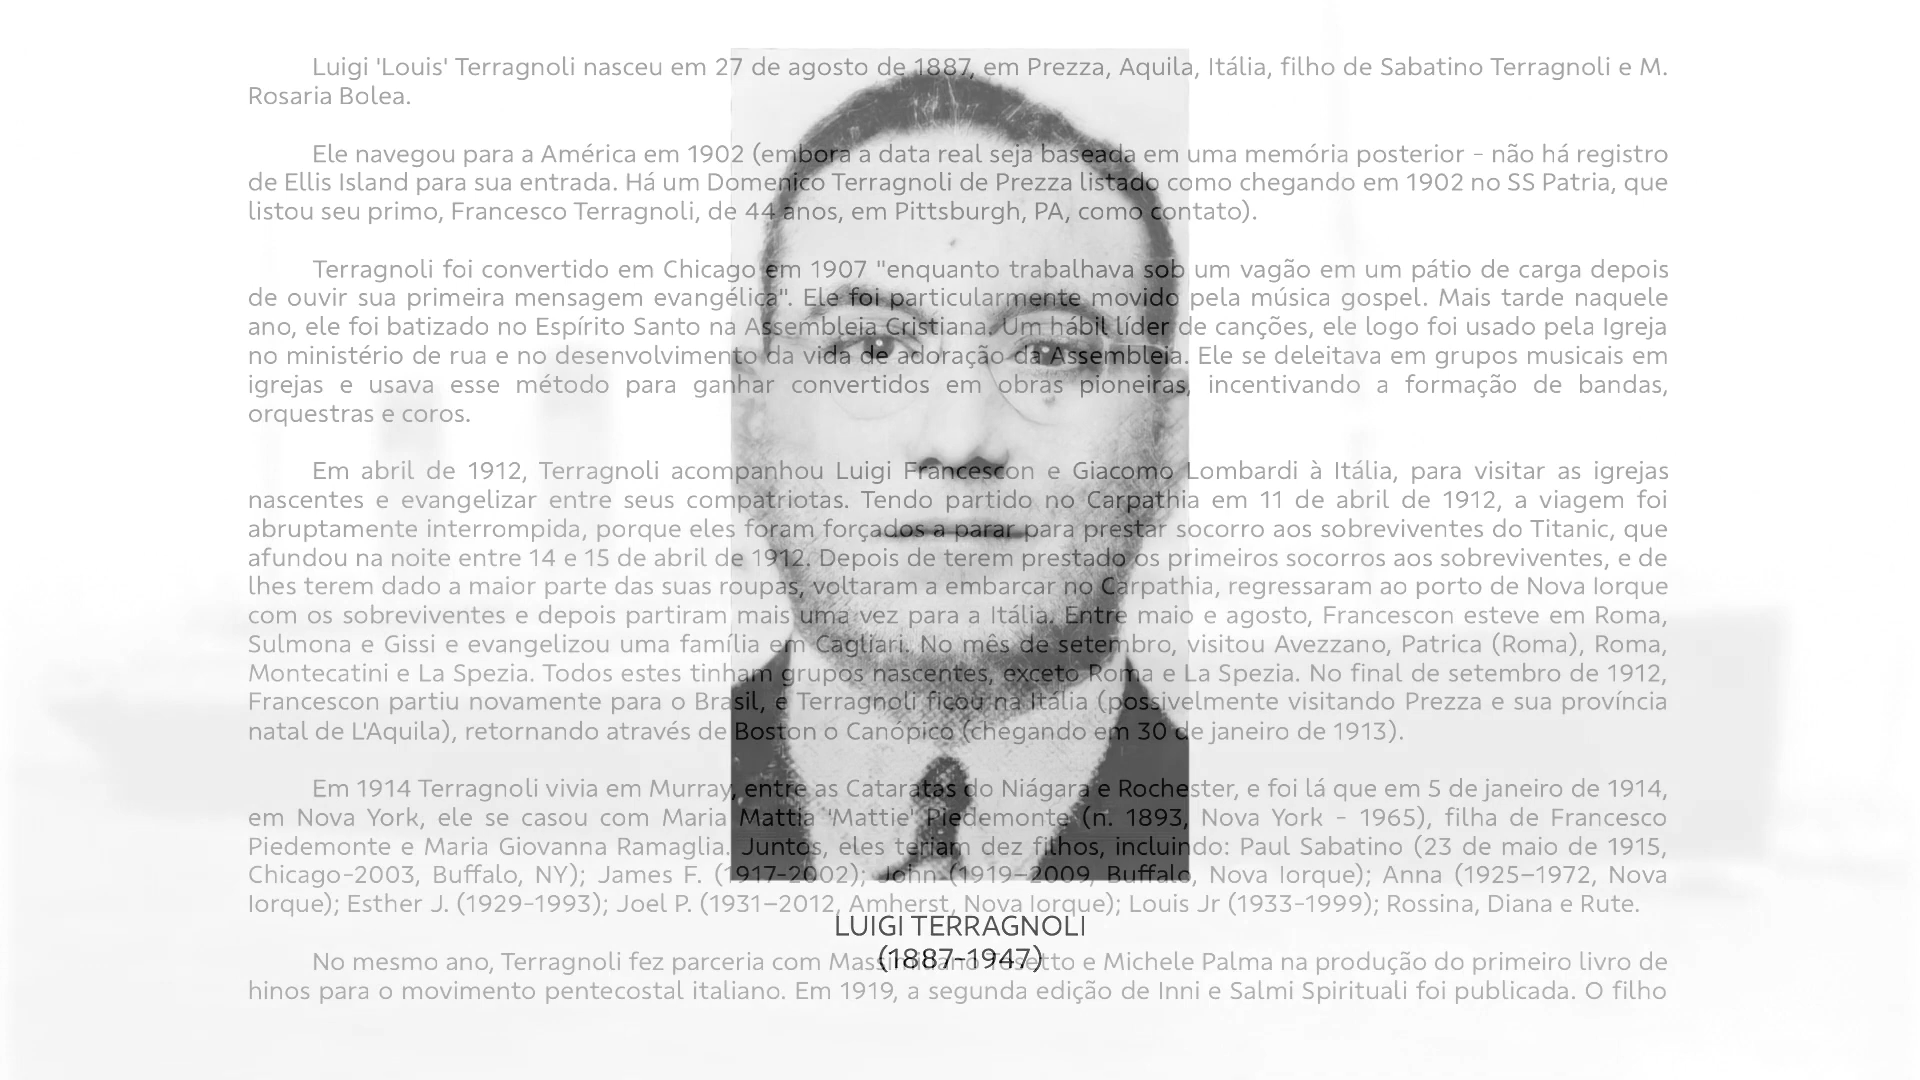 Luigi 'Louis' Terragnoli nasceu em 27 de agosto de 1887, em Prezza, Aquila, Itália, filho de Sabatino Terragnoli e M.
Rosaria Bolea.
Ele navegou para a América em 1902 (embora a data real seja baseada em uma memória posterior - não há registro
de Ellis Island para sua entrada. Há um Domenico Terragnoli de Prezza listado como chegando em 1902 no SS Patria, que
listou seu primo, Francesco Terragnoli, de 44 anos, em Pittsburgh, PA, como contato).
Terragnoli foi convertido em Chicago em 1907 "enquanto trabalhava sob um vagão em um pátio de carga depois
de ouvir sua primeira mensagem evangélica". Ele foi particularmente movido pela música gospel. Mais tarde naquele
ano, ele foi batizado no Espírito Santo na Assembleia Cristiana. Um hábil líder de canções, ele logo foi usado pela Igreja
no ministério de rua e no desenvolvimento da vida de adoração da Assembleia. Ele se deleitava em grupos musicais em
igrejas e usava esse método para ganhar convertidos em obras pioneiras, incentivando a formação de bandas,
orquestras e coros.
Em abril de 1912, Terragnoli acompanhou Luigi Francescon e Giacomo Lombardi à Itália, para visitar as igrejas
nascentes e evangelizar entre seus compatriotas. Tendo partido no Carpathia em 11 de abril de 1912, a viagem foi
abruptamente interrompida, porque eles foram forçados a parar para prestar socorro aos sobreviventes do Titanic, que
afundou na noite entre 14 e 15 de abril de 1912. Depois de terem prestado os primeiros socorros aos sobreviventes, e de
lhes terem dado a maior parte das suas roupas, voltaram a embarcar no Carpathia, regressaram ao porto de Nova Iorque
com os sobreviventes e depois partiram mais uma vez para a Itália. Entre maio e agosto, Francescon esteve em Roma,
Sulmona e Gissi e evangelizou uma família em Cagliari. No mês de setembro, visitou Avezzano, Patrica (Roma), Roma,
Montecatini e La Spezia. Todos estes tinham grupos nascentes, exceto Roma e La Spezia. No final de setembro de 1912,
Francescon partiu novamente para o Brasil, e Terragnoli ficou na Itália (possivelmente visitando Prezza e sua província
natal de L'Aquila), retornando através de Boston o Canópico (chegando em 30 de janeiro de 1913).
Em 1914 Terragnoli vivia em Murray, entre as Cataratas do Niágara e Rochester, e foi lá que em 5 de janeiro de 1914,
em Nova York, ele se casou com Maria Mattia 'Mattie' Piedemonte (n. 1893, Nova York - 1965), filha de Francesco
Piedemonte e Maria Giovanna Ramaglia. Juntos, eles teriam dez filhos, incluindo: Paul Sabatino (23 de maio de 1915,
Chicago-2003, Buffalo, NY); James F. (1917-2002); John (1919–2009, Buffalo, Nova Iorque); Anna (1925–1972, Nova
Iorque); Esther J. (1929-1993); Joel P. (1931–2012, Amherst, Nova Iorque); Louis Jr (1933-1999); Rossina, Diana e Rute.
LUIGI TERRAGNOLI
(1887-1947)
No mesmo ano, Terragnoli fez parceria com e Michele Palma na produção do primeiro livro de
hinos para o movimento pentecostal italiano. Em 1919, a segunda edição de Inni e Salmi Spirituali foi publicada. O filho